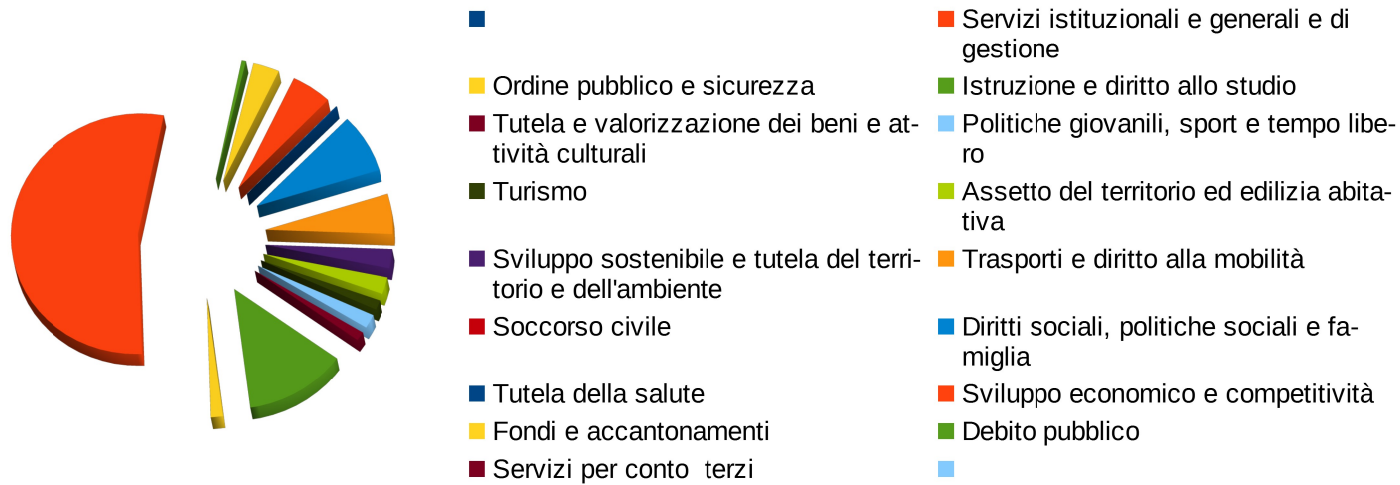 Servizi istituzionali e generali e di
gestione
Ordine pubblico e sicurezza
Istruzione e diritto allo studio
Tutela e valorizzazione dei beni e at-
tività culturali
Politiche giovanili, sport e tempo libe-
ro
Turismo
Assetto del territorio ed edilizia abita-
tiva
Sviluppo sostenibile e tutela del terri-
torio e dell'ambiente
Trasporti e diritto alla mobilità
Soccorso civile
Diritti sociali, politiche sociali e fa-
miglia
Tutela della salute
Sviluppo economico e competitività
Fondi e accantonamenti
Debito pubblico
Servizi per conto  terzi